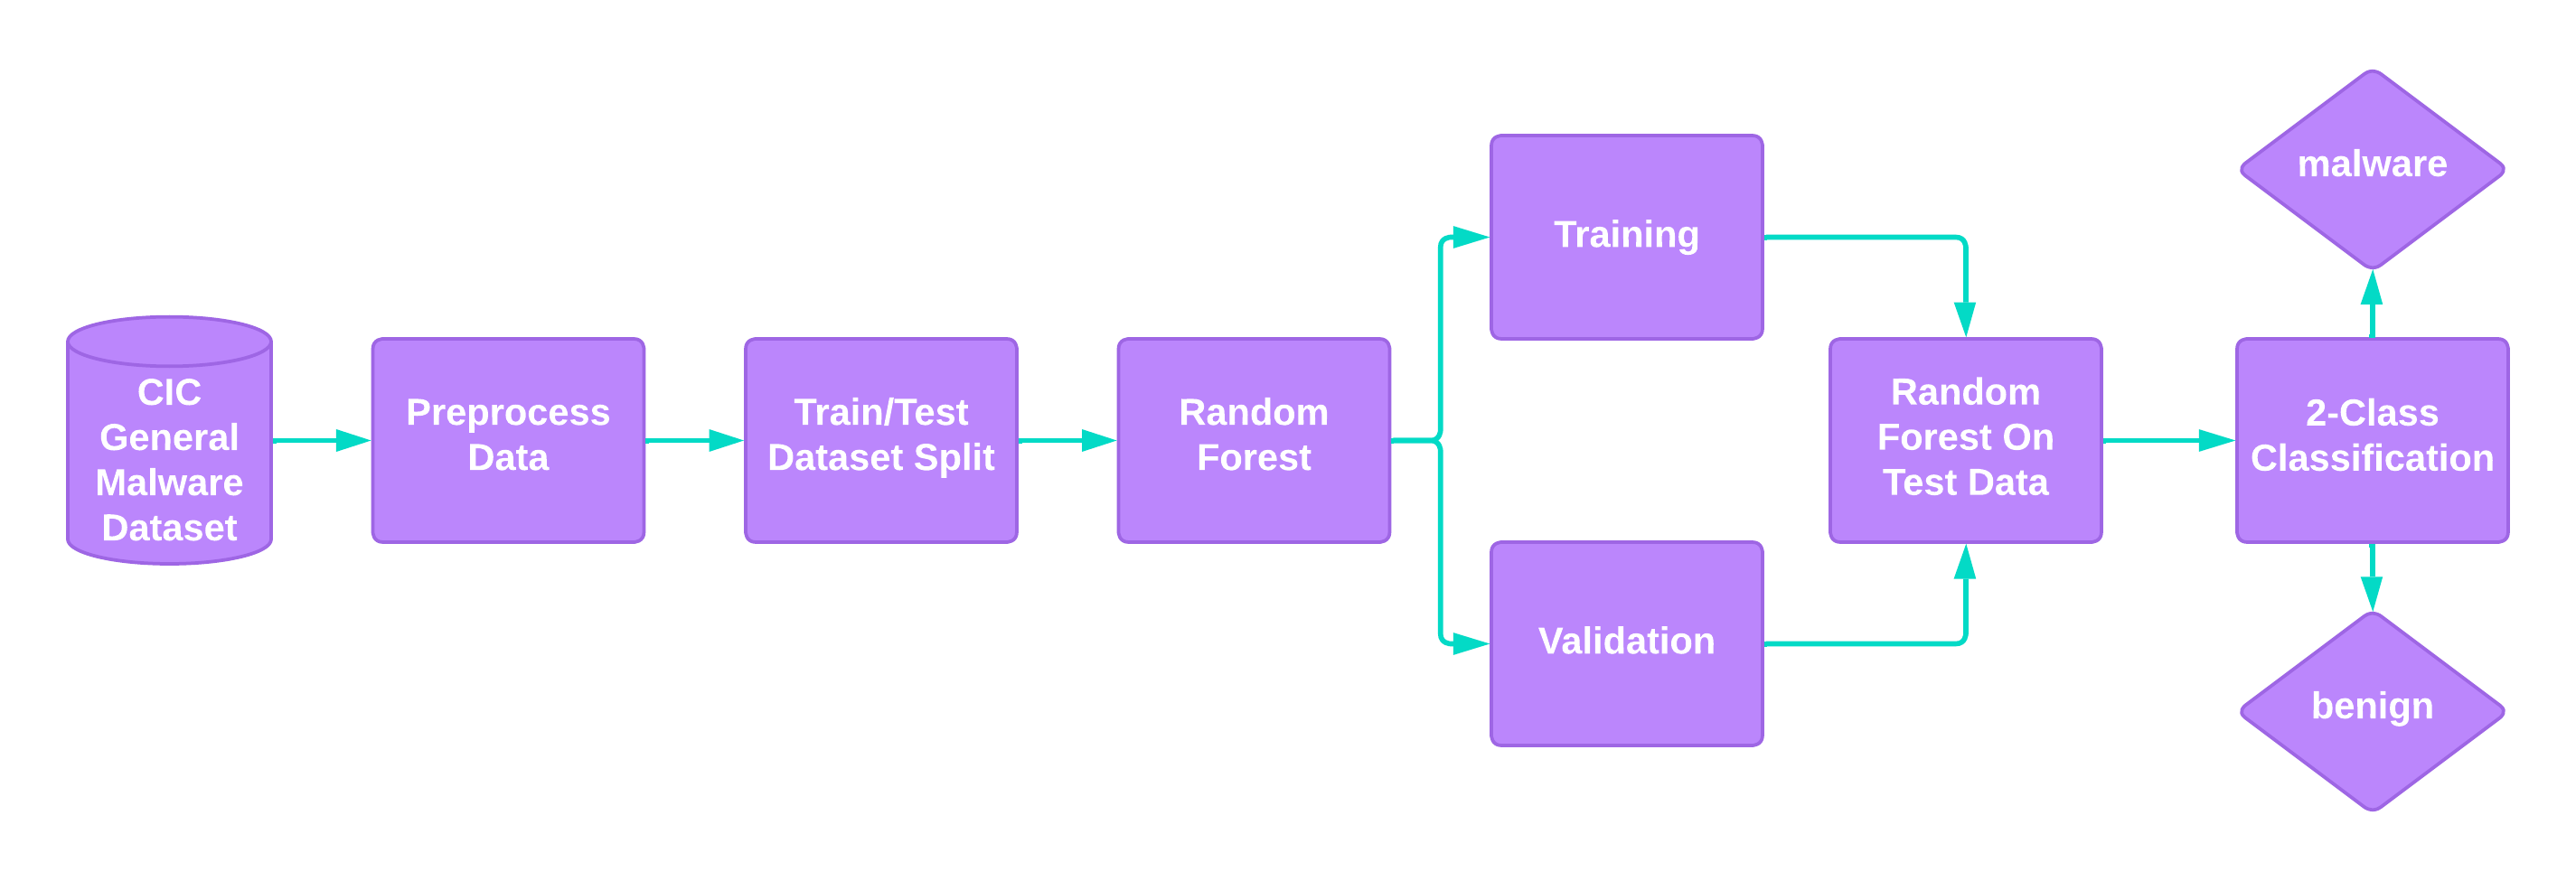 CIC
General
Malware
Dataset
Preprocess
Data
Train/Test
Dataset Split
Random
Forest
Training
Validation
Random
Forest On
Test Data
2-Class
Classification
malware
benign